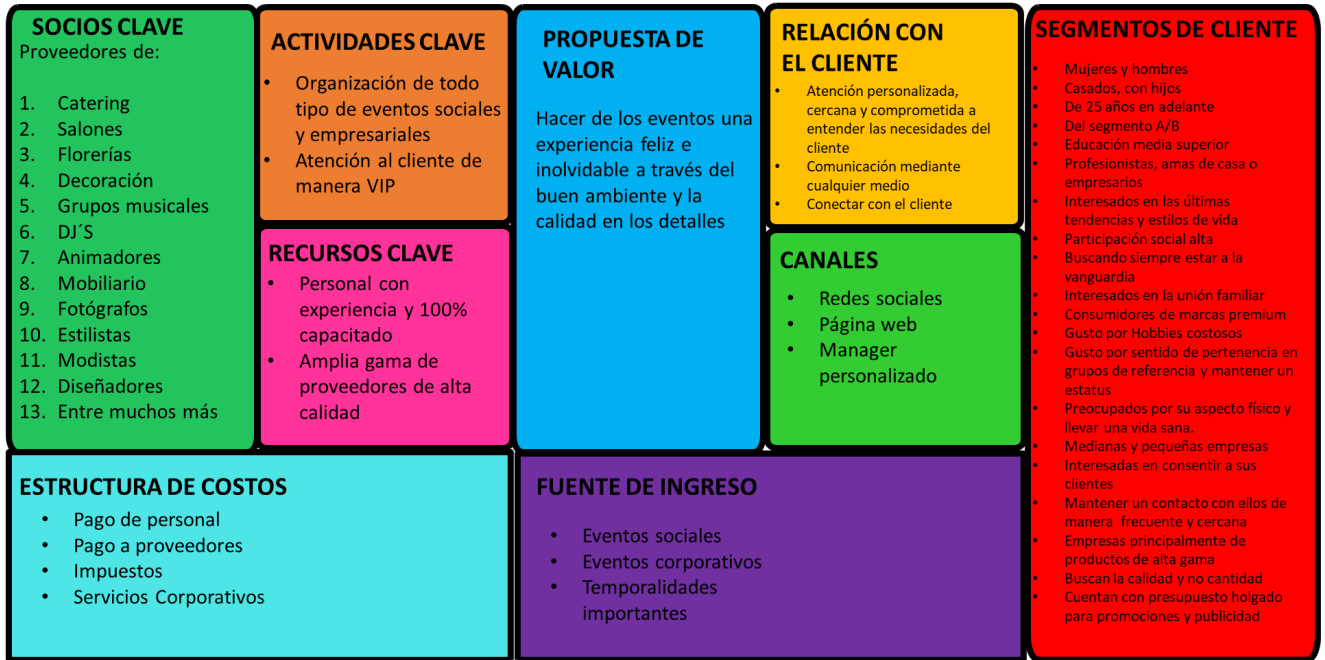 SOCIOS CLAVE
Proveedores de:
1. Catering
2. Salones
3. Florerías
4. Decoración
5. Grupos musicales
6. DJ´S
7. Animadores
8. Mobiliario
9. Fotógrafos
10. Estilistas
11. Modistas
12. Diseñadores
13. Entre muchos más
ACTIVIDADES CLAVE
• Organización de todo
tipo de eventos sociales
y empresariales
• Atención al cliente de
manera VIP
RECURSOS CLAVE
• Personal con
experiencia y 100%
capacitado
• Amplia gama de
proveedores de alta
calidad
PROPUESTA DE
VALOR
Hacer de los eventos una
experiencia feliz e
inolvidable a través del
buen ambiente y la
calidad en los detalles
RELACIÓN CON
EL CLIENTE
• Atención personalizada,
cercana y comprometida a
entender las necesidades del
cliente
• Comunicación mediante
cualquier medio
• Conectar con el cliente
CANALES
• Redes sociales
• Página web
• Manager
personalizado
SEGMENTOS DE CLIENTE
• Mujeres y hombres
• Casados, con hijos
• De 25 años en adelante
• Del segmento A/B
• Educación media superior
• Profesionistas, amas de casa o
empresarios
• Interesados en las últimas
tendencias y estilos de vida
• Participación social alta
• Buscando siempre estar a la
vanguardia
• Interesados en la unión familiar
• Consumidores de marcas premium
• Gusto por Hobbies costosos
• Gusto por sentido de pertenencia en
grupos de referencia y mantener un
estatus
• Preocupados por su aspecto físico y
llevar una vida sana.
• Medianas y pequeñas empresas
• Interesadas en consentir a sus
clientes
• Mantener un contacto con ellos de
manera frecuente y cercana
• Empresas principalmente de
productos de alta gama
• Buscan la calidad y no cantidad
• Cuentan con presupuesto holgado
para promociones y publicidad
ESTRUCTURA DE COSTOS
• Pago de personal
• Pago a proveedores
• Impuestos
• Servicios Corporativos
FUENTE DE INGRESO
• Eventos sociales
• Eventos corporativos
• Temporalidades
importantes